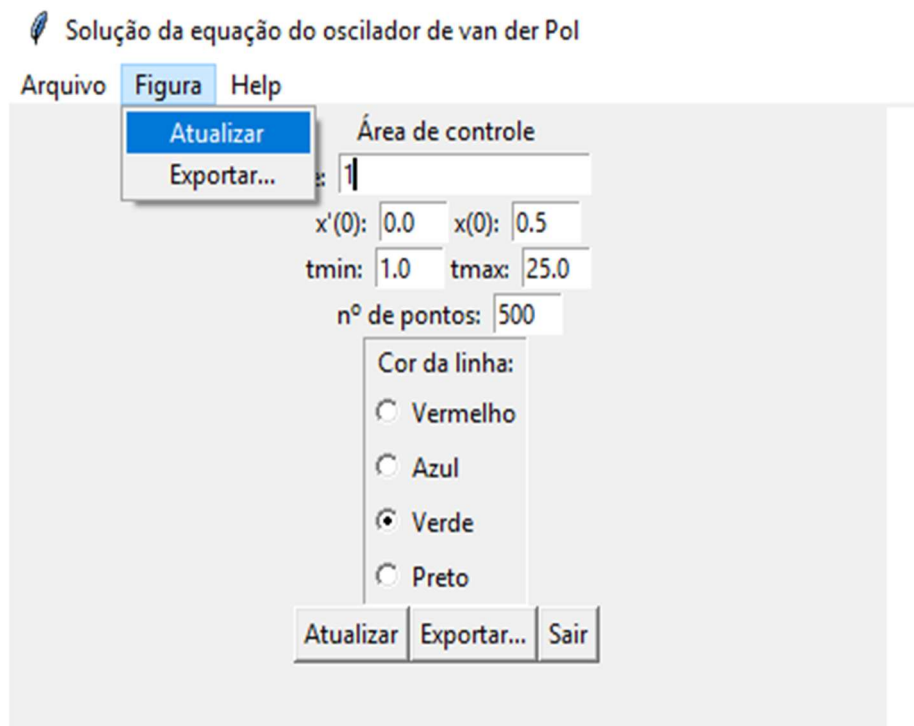 Solução da equação do oscilador de van der Pol
Arquivo Figura Help
Atualizar
Exportar...
Área de controle
: 1
x'(0): 0.0 x(0): 0.5
tmin: 1.0 tmax: 25.0
nº de pontos: 500
Cor da linha:
Vermelho
Azul
Verde
Preto
Atualizar Exportar... Sair